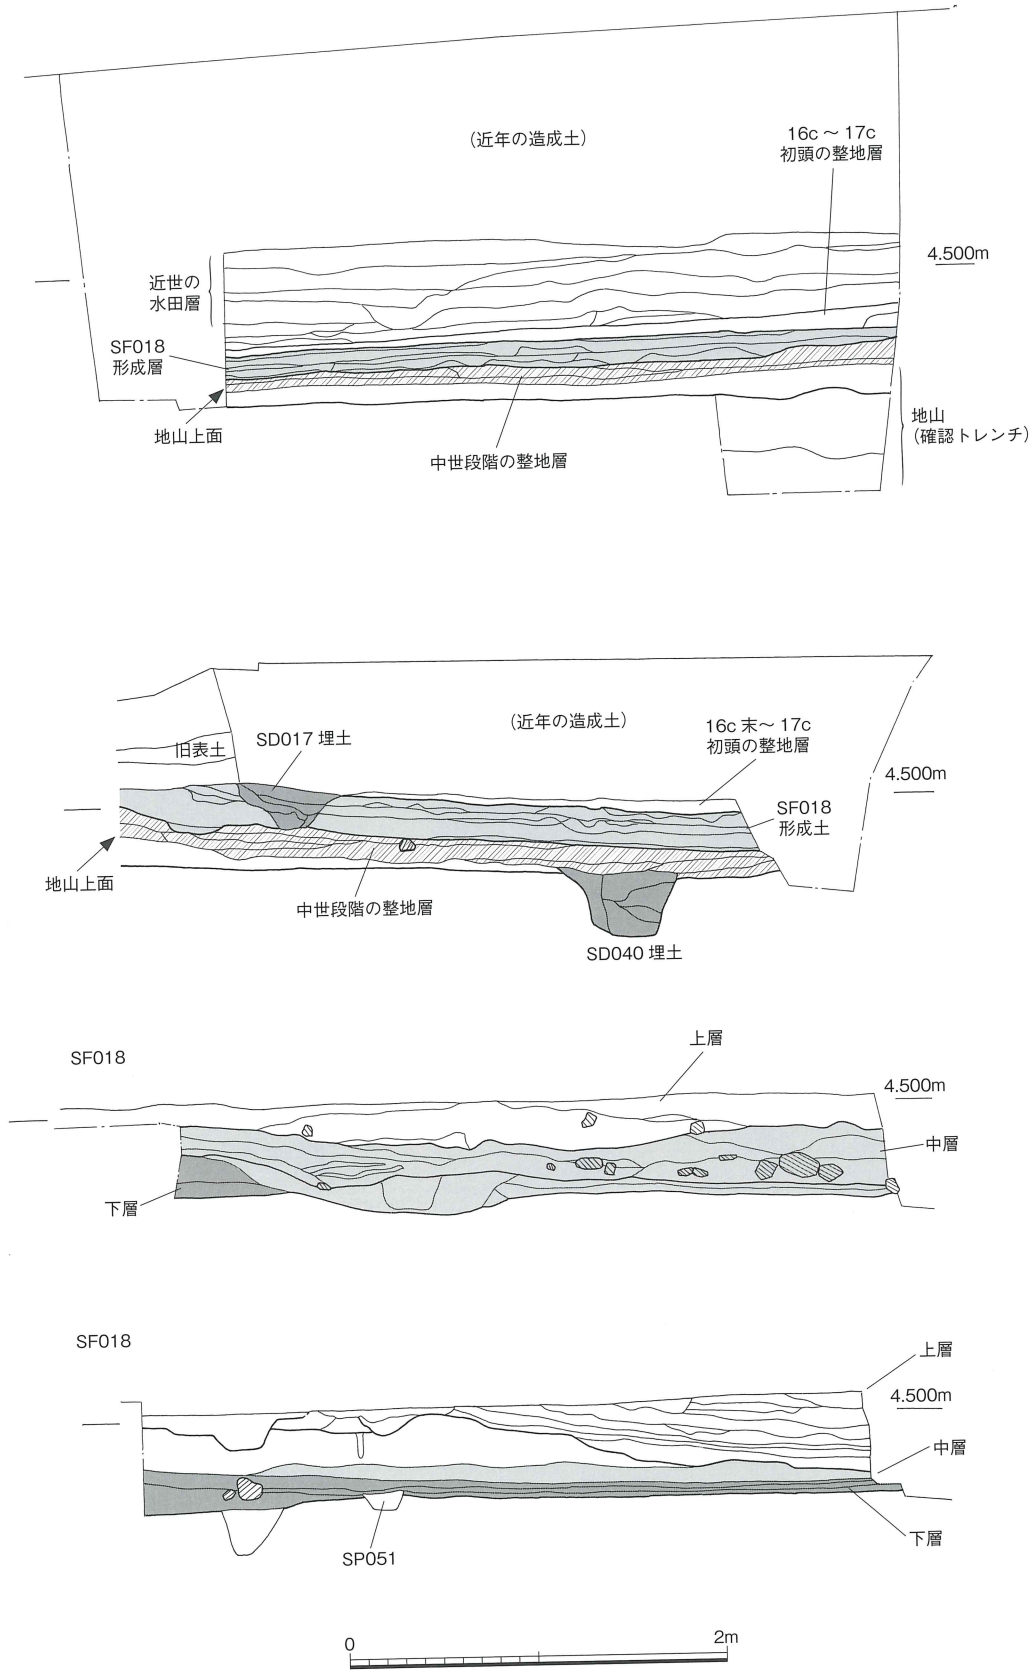 (近年の造成土)
16c ～ 17c
初頭の整地層
4.500m
近世の
水田層
SF018
形成層
地山上面
中世段階の整地層
地山
(確認トレンチ)
(近年の造成土)
旧表土
SD017 埋土
16c 末～ 17c
初頭の整地層
4.500m
SF018
形成土
地山上面
中世段階の整地層
SD040 埋土
SF018
上層
4.500m
中層
下層
SF018
上層
4.500m
中層
下層
SP051
0
2m